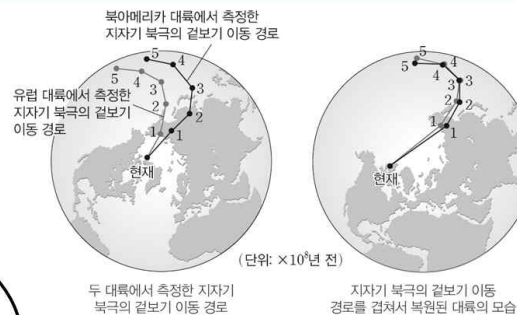 북아메리카 대륙에서 측정한
지자기 북극의 겉보기 이동 경로
5
4
5
4
3
3
유럽 대륙에서 측정한
지자기 북극의 겉보기
이동 경로
2
2
1
1
현재
5
5
4
4
3
3
2
2
1
1
현재
(단위: ×10⁸년 전)
두 대륙에서 측정한 지자기
북극의 겉보기 이동 경로
지자기 북극의 겉보기 이동
경로를 겹쳐서 복원된 대륙의 모습